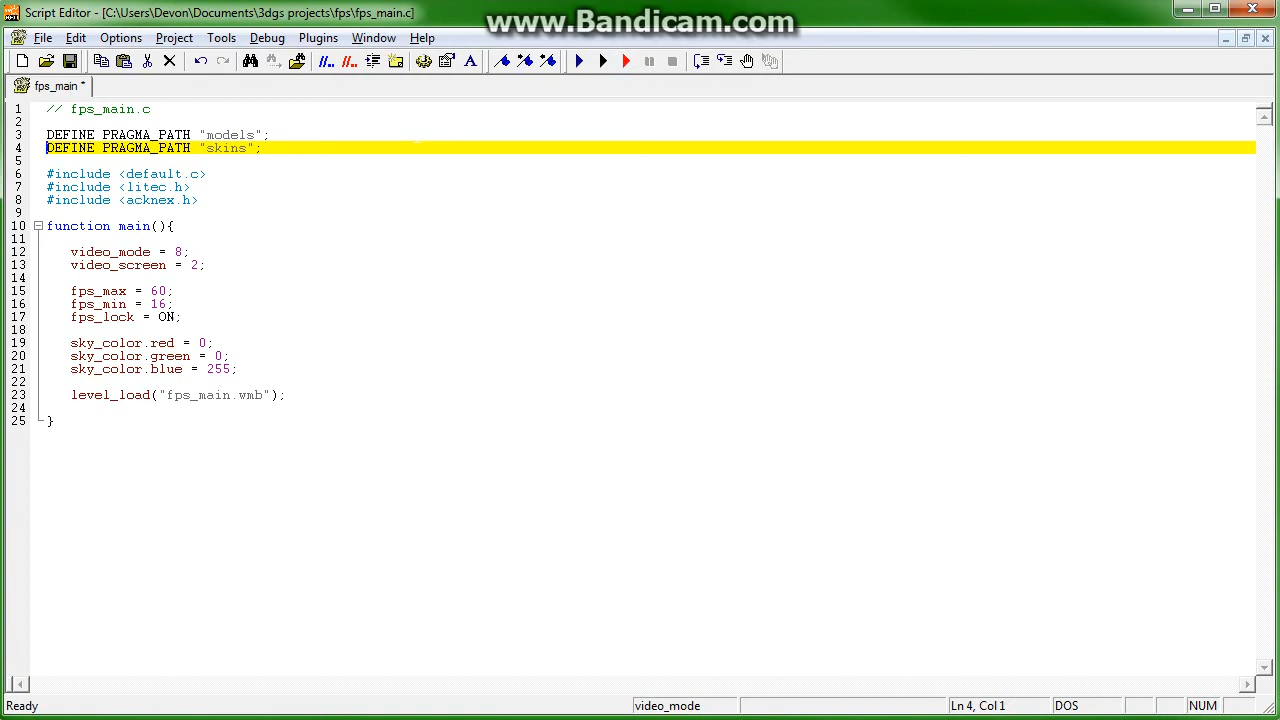 Script Editor - [C:\Users\Devon\Documents\3dgs projects\fps\fps_main.c]
www.Bandicam.com
File Edit Options Project Tools Debug Plugins Window Help
fps_main *
1 // fps_main.c
2
3 DEFINE PRAGMA_PATH "models";
4 DEFINE PRAGMA_PATH "skins";
5
6 #include <default.c>
7 #include <litec.h>
8 #include <acknex.h>
9
10 function main(){
11
12 video_mode = 8;
13 video_screen = 2;
14
15 fps_max = 60;
16 fps_min = 16;
17 fps_lock = ON;
18
19 sky_color.red = 0;
20 sky_color.green = 0;
21 sky_color.blue = 255;
22
23 level_load("fps_main.wmb");
24
25 }
Ready video_mode Ln 4, Col 1 DOS NUM